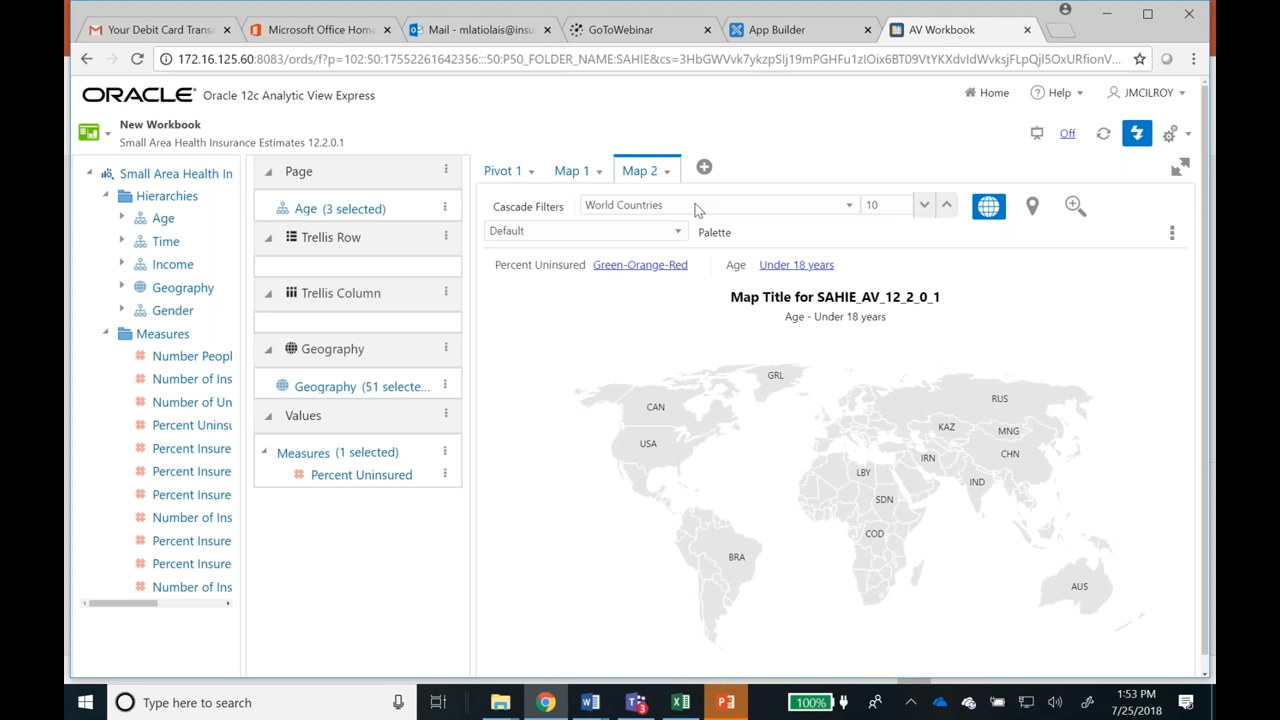 Your Debit Card Trans
Microsoft Office Home
Mail - mlatiolais@insu
GoToWebinar
App Builder
AV Workbook
172.16.125.60:8083/ords/f?p=102:50:17552261642356:::50:P50_FOLDER_NAME:SAHIE&cs=
ORACLE Oracle 12c Analytic View Express
Home
Help
JMCILROY
New Workbook
Small Area Health Insurance Estimates 12.2.0.1
Off
Small Area Health In
Hierarchies
Age
Time
Income
Geography
Gender
Measures
Number Peopl
Number of Ins
Number of Un
Percent Uninsu
Percent Insure
Percent Insure
Percent Insure
Number of Ins
Percent Insure
Percent Insure
Number of Ins
Page
Age (3 selected)
Trellis Row
Trellis Column
Geography
Geography (51 selecte...
Values
Measures (1 selected)
Percent Uninsured
Pivot 1
Map 1
Map 2
Cascade Filters
World Countries
10
Default
Palette
Percent Uninsured Green-Orange-Red
Age Under 18 years
Map Title for SAHIE_AV_12_2_0_1
Age - Under 18 years
GRL
RUS
CAN
KAZ
MNG
USA
IRN
CHN
LBY
IND
SDN
COD
BRA
AUS
Type here to search
3
100%
1:53 PM
7/25/2018